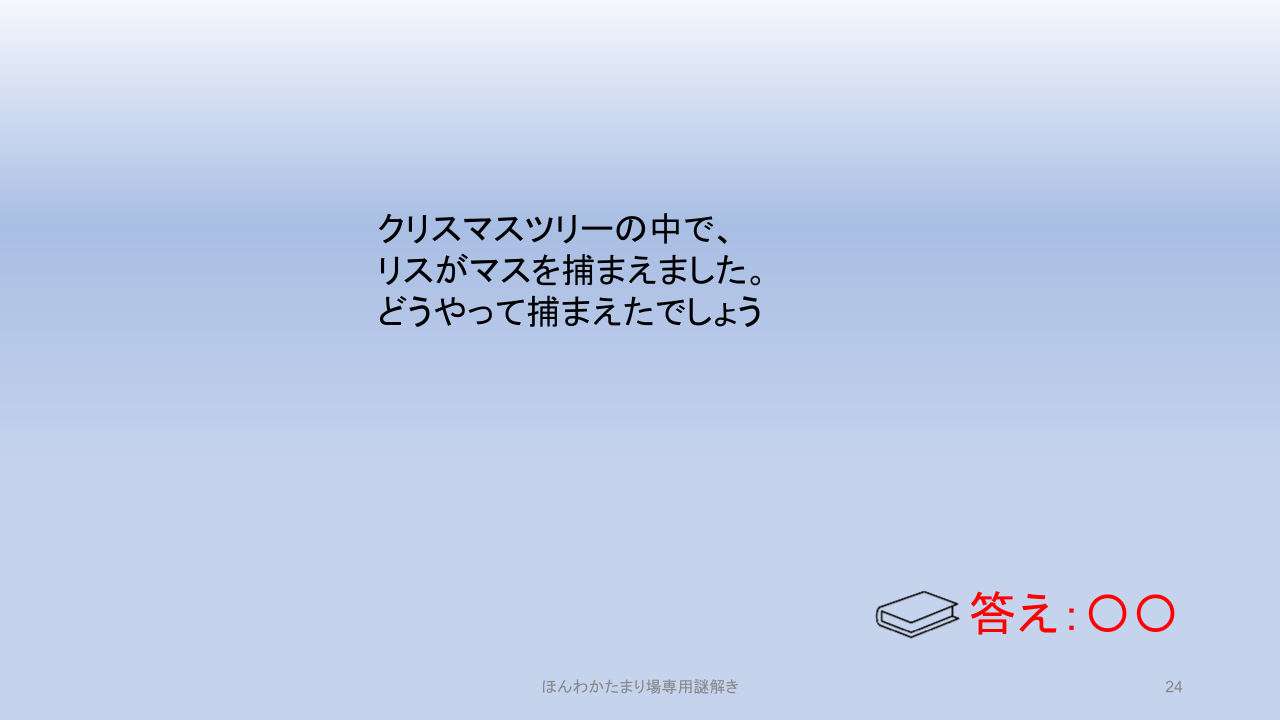 クリスマスツリーの中で、
リスがマスを捕まえました。
どうやって捕まえたでしょう
答え：〇〇
ほんわかたまり場専用謎解き
24